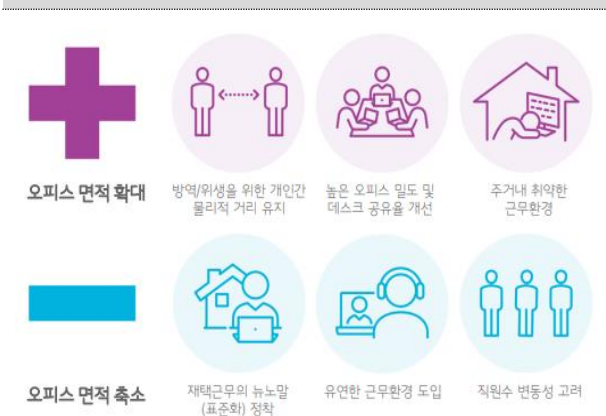 오피스 면적 확대
방역/위생을 위한 개인간
물리적 거리 유지
높은 오피스 밀도 및
데스크 공유율 개선
주거내 취약한
근무환경
오피스 면적 축소
재택근무의 뉴노말
(표준화) 정착
유연한 근무환경 도입
직원수 변동성 고려